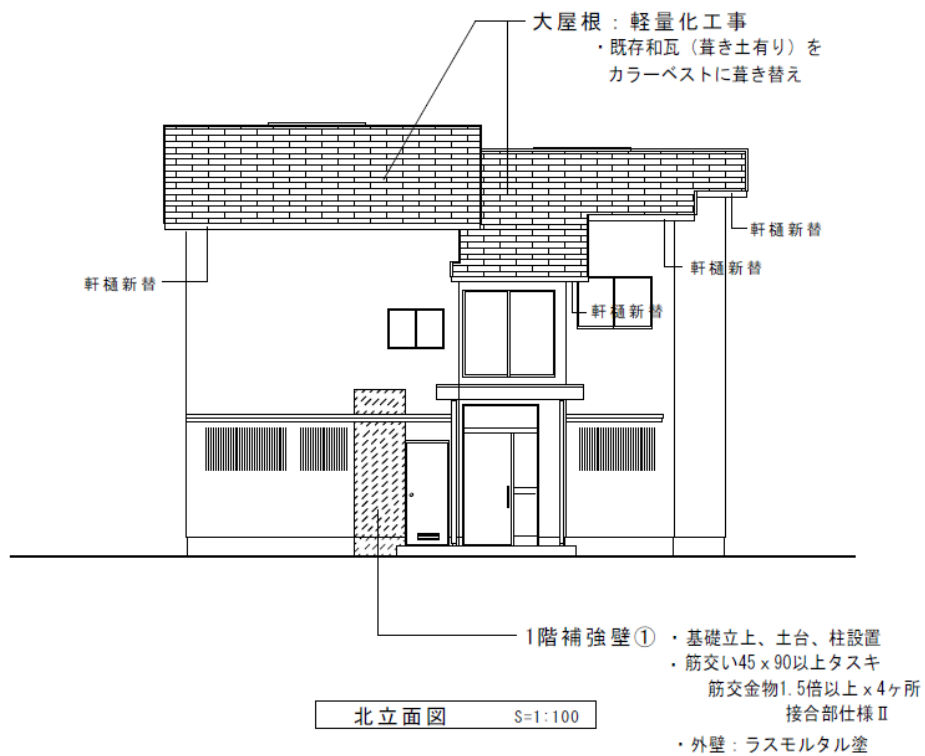 大屋根：軽量化工事
・既存和瓦（葺き土有り）を
カラーベストに葺き替え
軒樋新替
軒樋新替
軒樋新替
軒樋新替
1階補強壁①
・基礎立上、土台、柱設置
・筋交い45ｘ90以上タスキ
筋交金物1.5倍以上ｘ4ヶ所
接合部仕様Ⅱ
・外壁：ラスモルタル塗
北立面図 S=1:100